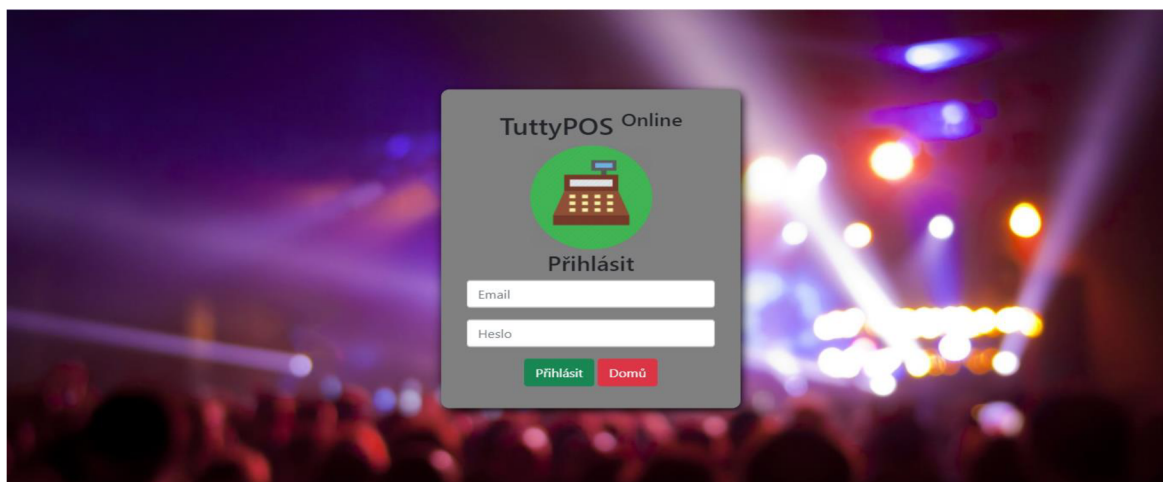 TuttyPOS Online
Přihlásit
Email
Heslo
Přihlásit Domů